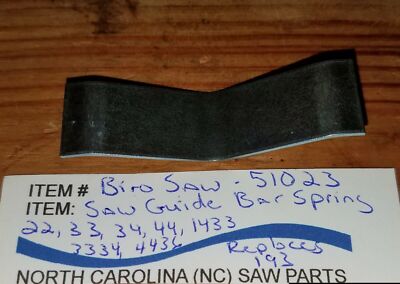 ITEM # Biro Saw - 51023
ITEM: Saw Guide Bar Spring
22, 33, 34, 44, 1433
3334, 4436 Replaces
193
NORTH CAROLINA (NC) SAW PARTS